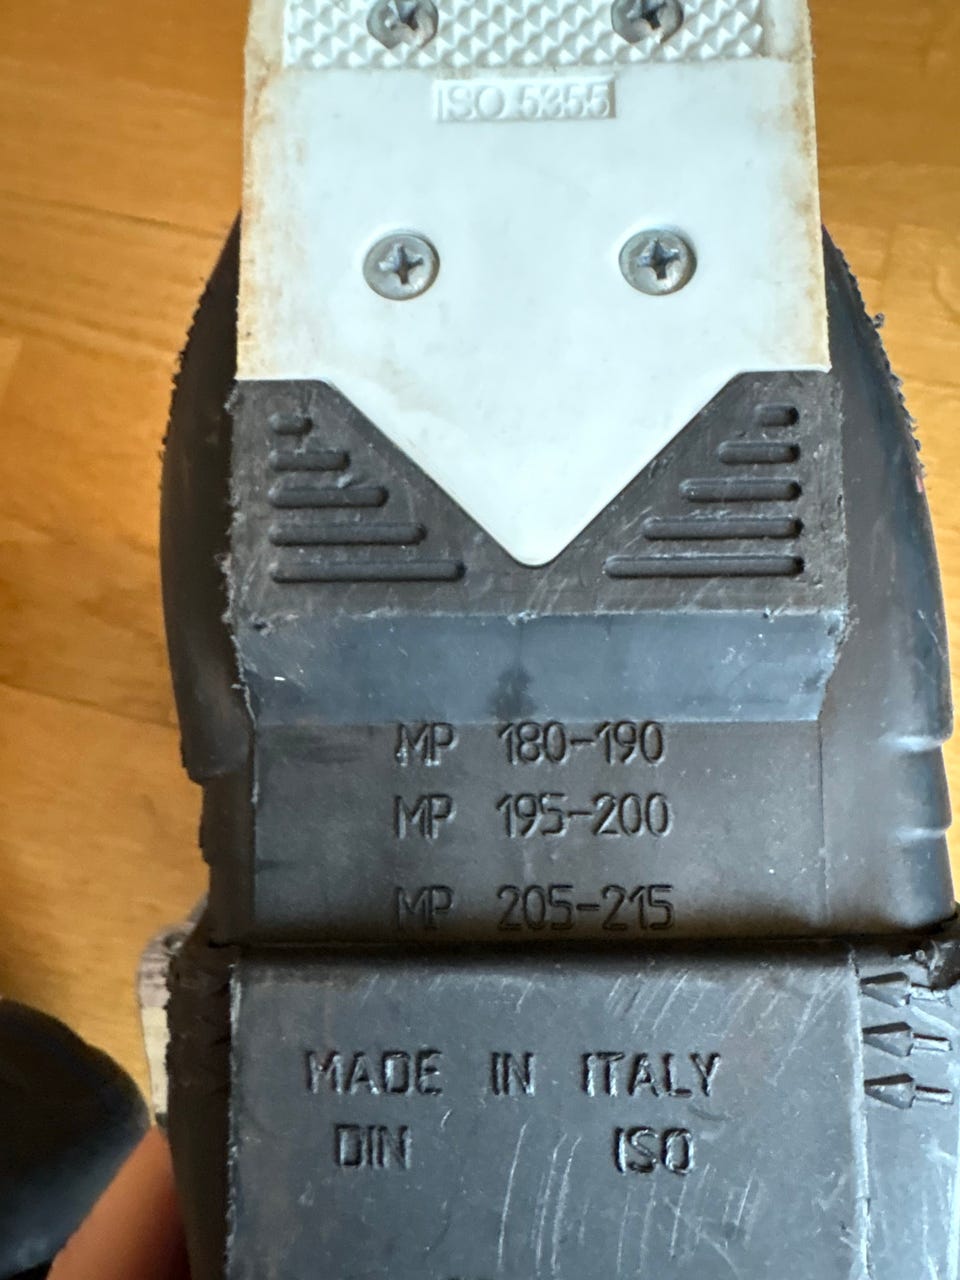 ISO 5355
MP 180-190
MP 195-200
MP 205-215
MADE IN ITALY
DIN ISO